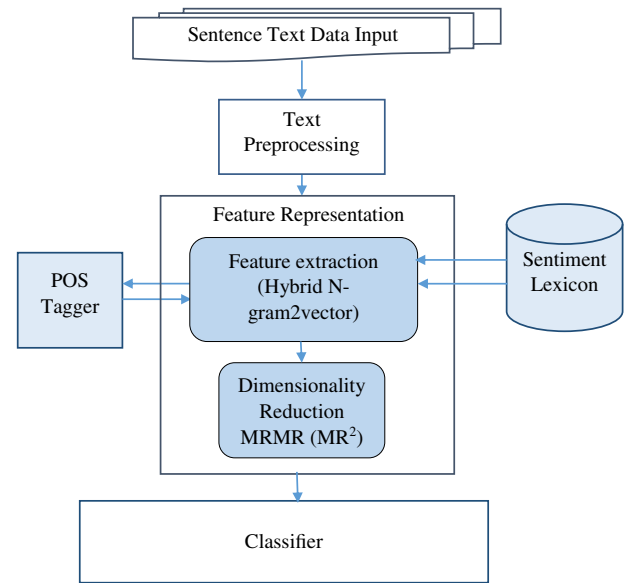 Sentence Text Data Input
Text
Preprocessing
Feature Representation
Feature extraction
(Hybrid N-
gram2vector)
POS
Tagger
Sentiment
Lexicon
Dimensionality
Reduction
MRMR (MR²)
Classifier